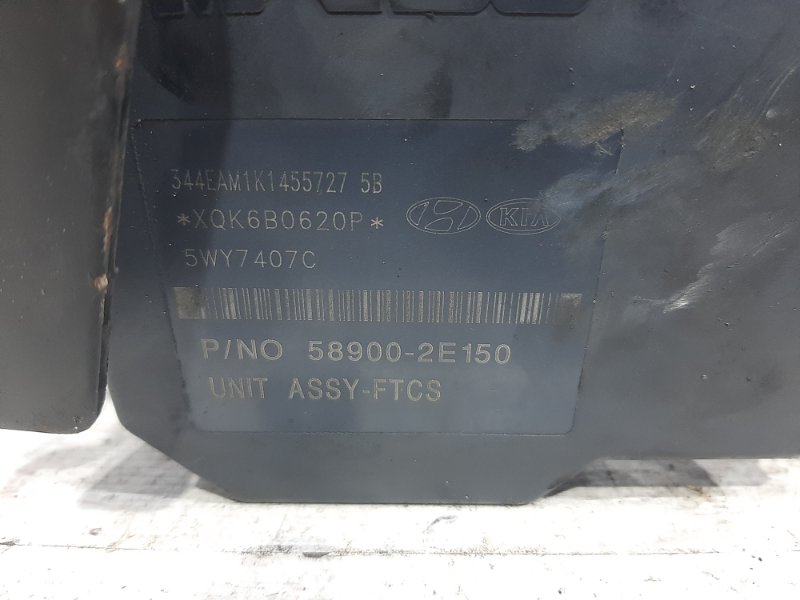 344EAM1K1455727 5B
*XQK6B0620P* KIA
5WY7407C
P/NO 58900-2E150
UNIT ASSY-FTCS